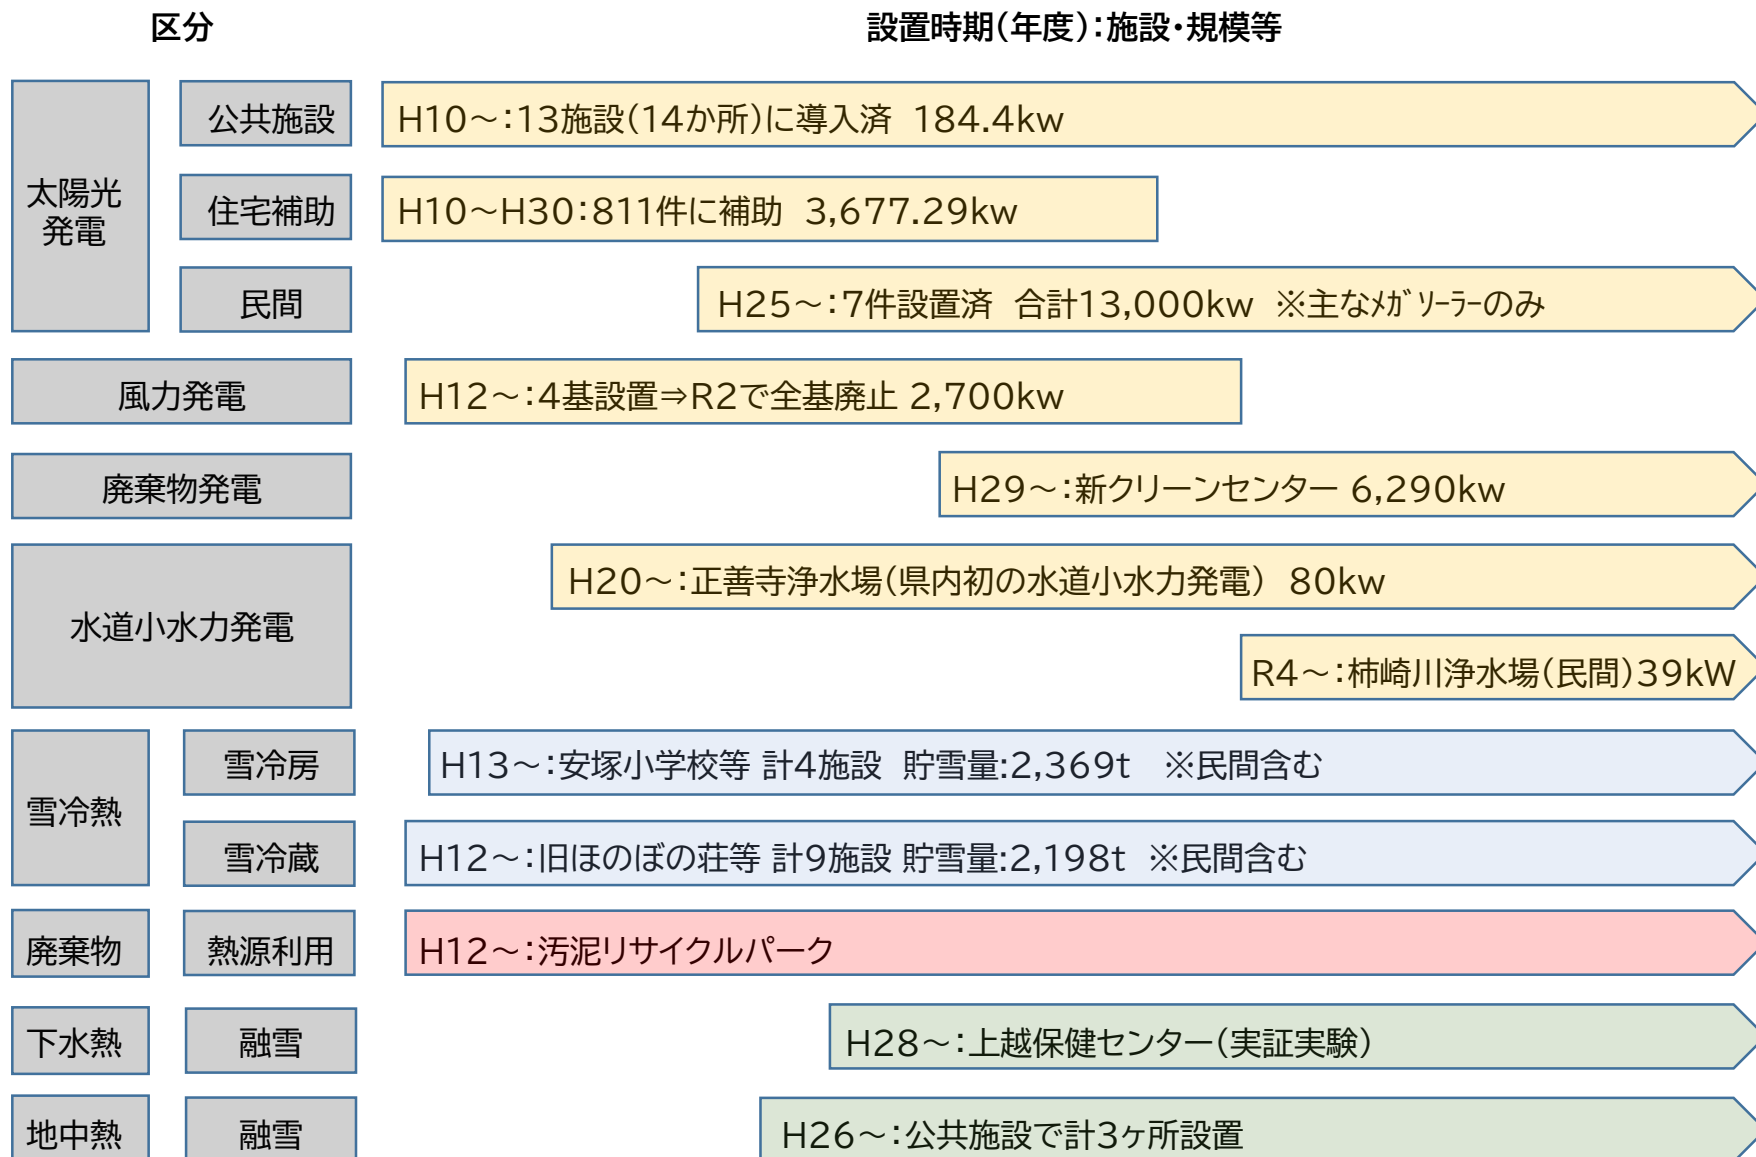 区分
設置時期(年度):施設・規模等
太陽光
発電
公共施設
H10～:13施設(14か所)に導入済 184.4kw
住宅補助
H10～H30:811件に補助 3,677.29kw
民間
H25～:7件設置済 合計13,000kw ※主なﾒｶﾞｿｰﾗｰのみ
風力発電
H12～:4基設置⇒R2で全基廃止 2,700kw
廃棄物発電
H29～:新クリーンセンター 6,290kw
水道小水力発電
H20～:正善寺浄水場(県内初の水道小水力発電) 80kw
R4～:柿崎川浄水場(民間)39kW
雪冷熱
雪冷房
H13～:安塚小学校等 計4施設 貯雪量:2,369t ※民間含む
雪冷蔵
H12～:旧ほのぼの荘等 計9施設 貯雪量:2,198t ※民間含む
廃棄物
熱源利用
H12～:汚泥リサイクルパーク
下水熱
融雪
H28～:上越保健センター(実証実験)
地中熱
融雪
H26～:公共施設で計3ヶ所設置